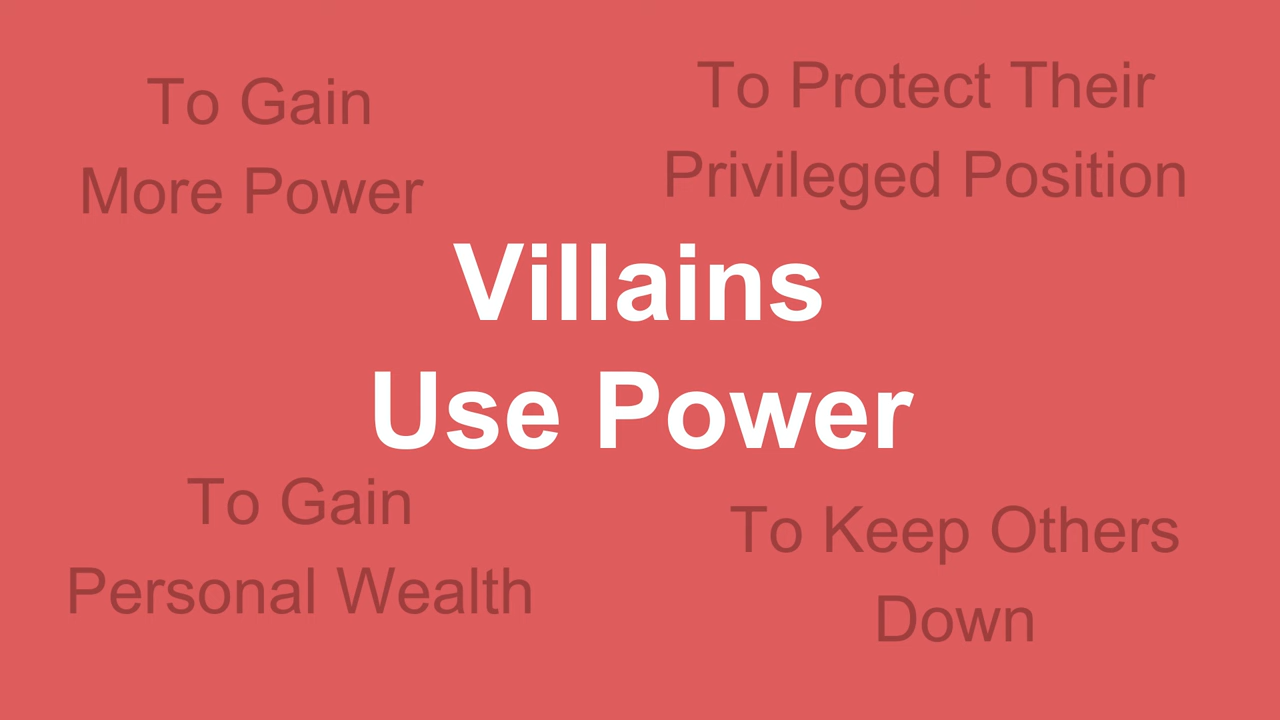 To Gain
More Power
To Protect Their
Privileged Position
Villains
Use Power
To Gain
Personal Wealth
To Keep Others
Down